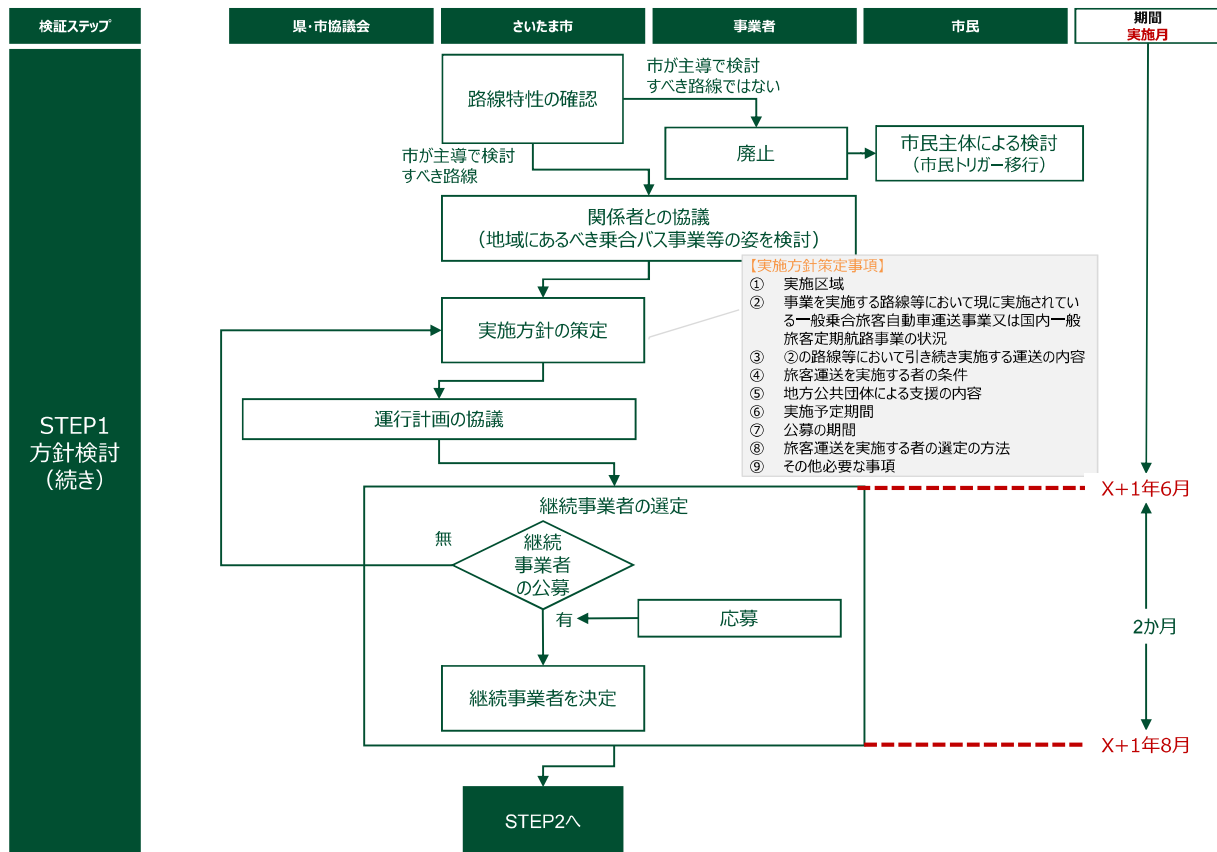 検証ステップ
県・市協議会
さいたま市
事業者
市民
期間
実施月
STEP1
方針検討
(続き)
路線特性の確認
市が主導で検討
すべき路線ではない
廃止
市民主体による検討
(市民トリガー移行)
市が主導で検討
すべき路線
関係者との協議
(地域にあるべき乗合バス事業等の姿を検討)
【実施方針策定事項】
① 実施区域
② 事業を実施する路線等において現に実施されてい
る一般乗合旅客自動車運送事業又は国内一般
旅客定期航路事業の状況
③ ②の路線等において引き続き実施する運送の内容
④ 旅客運送を実施する者の条件
⑤ 地方公共団体による支援の内容
⑥ 実施予定期間
⑦ 公募の期間
⑧ 旅客運送を実施する者の選定の方法
⑨ その他必要な事項
実施方針の策定
運行計画の協議
X+1年6月
継続事業者の選定
無
継続
事業者
の公募
有
応募
2か月
継続事業者を決定
X+1年8月
STEP2へ